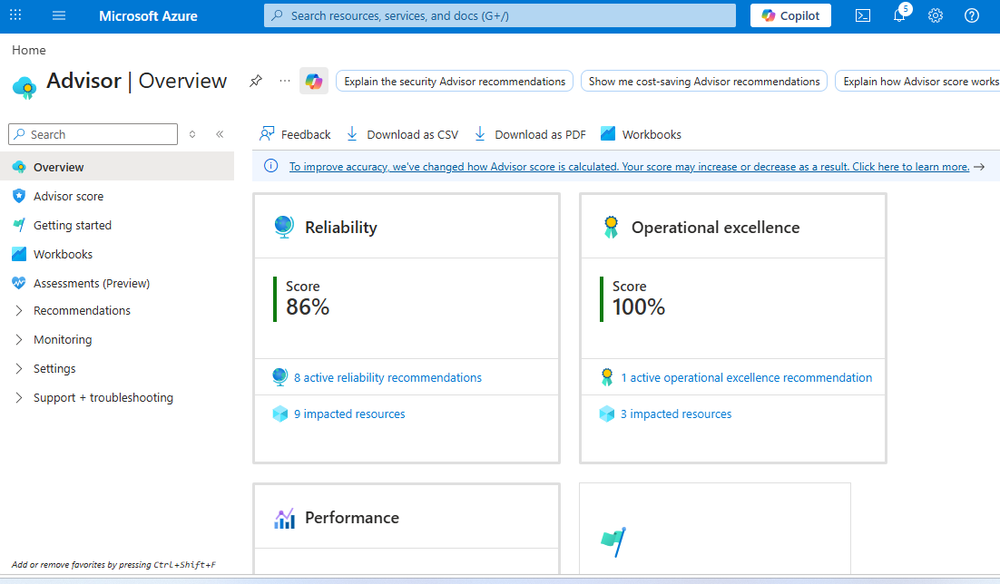 Microsoft Azure
Search resources, services, and docs (G+/)
Copilot
5
Home
Advisor | Overview
Explain the security Advisor recommendations
Show me cost-saving Advisor recommendations
Explain how Advisor score works
Search
Feedback
Download as CSV
Download as PDF
Workbooks
Overview
Advisor score
Getting started
Workbooks
Assessments (Preview)
Recommendations
Monitoring
Settings
Support + troubleshooting
To improve accuracy, we've changed how Advisor score is calculated. Your score may increase or decrease as a result. Click here to learn more.
Reliability
Score
86%
8 active reliability recommendations
9 impacted resources
Operational excellence
Score
100%
1 active operational excellence recommendation
3 impacted resources
Performance
Add or remove favorites by pressing Ctrl+Shift+F